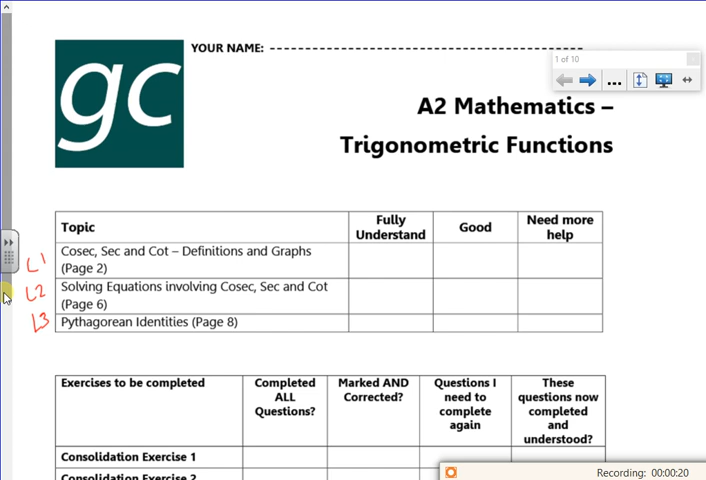 YOUR NAME:
1 of 10
gc
A2 Mathematics –
Trigonometric Functions
Topic
Fully Understand
Good
Need more help
L1
Cosec, Sec and Cot – Definitions and Graphs
(Page 2)
L2
Solving Equations involving Cosec, Sec and Cot
(Page 6)
L3
Pythagorean Identities (Page 8)
Exercises to be completed
Completed
ALL
Questions?
Marked AND
Corrected?
Questions I
need to
complete
again
These
questions now
completed
and
understood?
Consolidation Exercise 1
Consolidation Exercise 2
Recording: 00:00:20